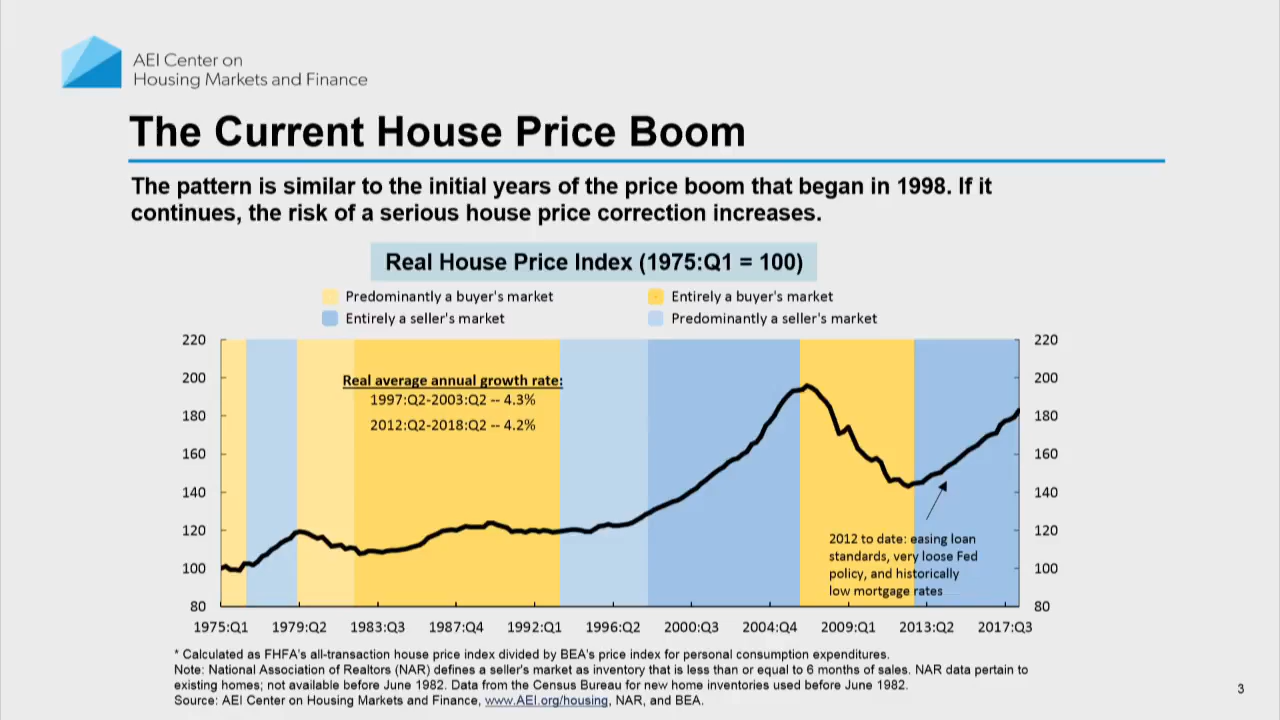 AEI Center on
Housing Markets and Finance
The Current House Price Boom
The pattern is similar to the initial years of the price boom that began in 1998. If it
continues, the risk of a serious house price correction increases.
Real House Price Index (1975:Q1 = 100)
Predominantly a buyer's market
Entirely a buyer's market
Entirely a seller's market
Predominantly a seller's market
220
200
180
160
140
120
100
80
Real average annual growth rate:
1997:Q2-2003:Q2 -- 4.3%
2012:Q2-2018:Q2 -- 4.2%
2012 to date: easing loan
standards, very loose Fed
policy, and historically
low mortgage rates
220
200
180
160
140
120
100
80
1975:Q1 1979:Q2 1983:Q3 1987:Q4 1992:Q1 1996:Q2 2000:Q3 2004:Q4 2009:Q1 2013:Q2 2017:Q3
* Calculated as FHFA's all-transaction house price index divided by BEA's price index for personal consumption expenditures.
Note: National Association of Realtors (NAR) defines a seller's market as inventory that is less than or equal to 6 months of sales. NAR data pertain to
existing homes; not available before June 1982. Data from the Census Bureau for new home inventories used before June 1982.
Source: AEI Center on Housing Markets and Finance, www.AEI.org/housing, NAR, and BEA.
3